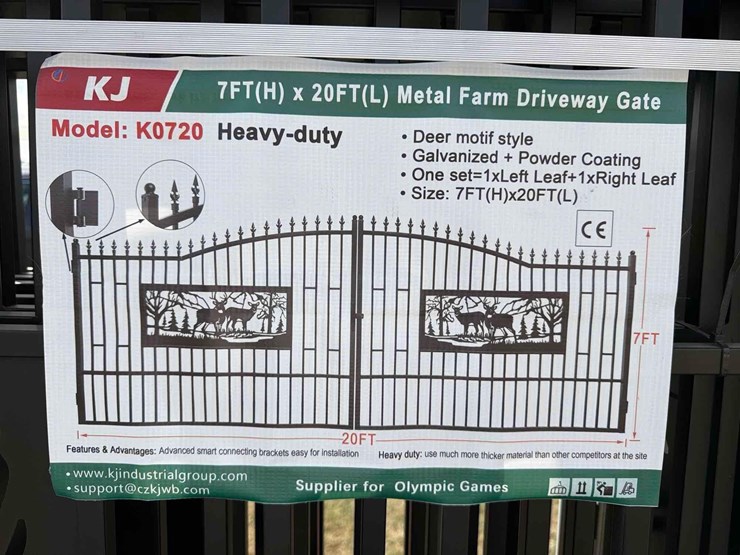 KJ
7FT(H) x 20FT(L) Metal Farm Driveway Gate
Model: K0720 Heavy-duty
• Deer motif style
• Galvanized + Powder Coating
• One set=1xLeft Leaf+1xRight Leaf
• Size: 7FT(H)x20FT(L)
CE
7FT
20FT
Features & Advantages: Advanced smart connecting brackets easy for installation
Heavy duty: use much more thicker material than other competitors at the site
• www.kjindustrialgroup.com
• support@czkjwb.com
Supplier for Olympic Games